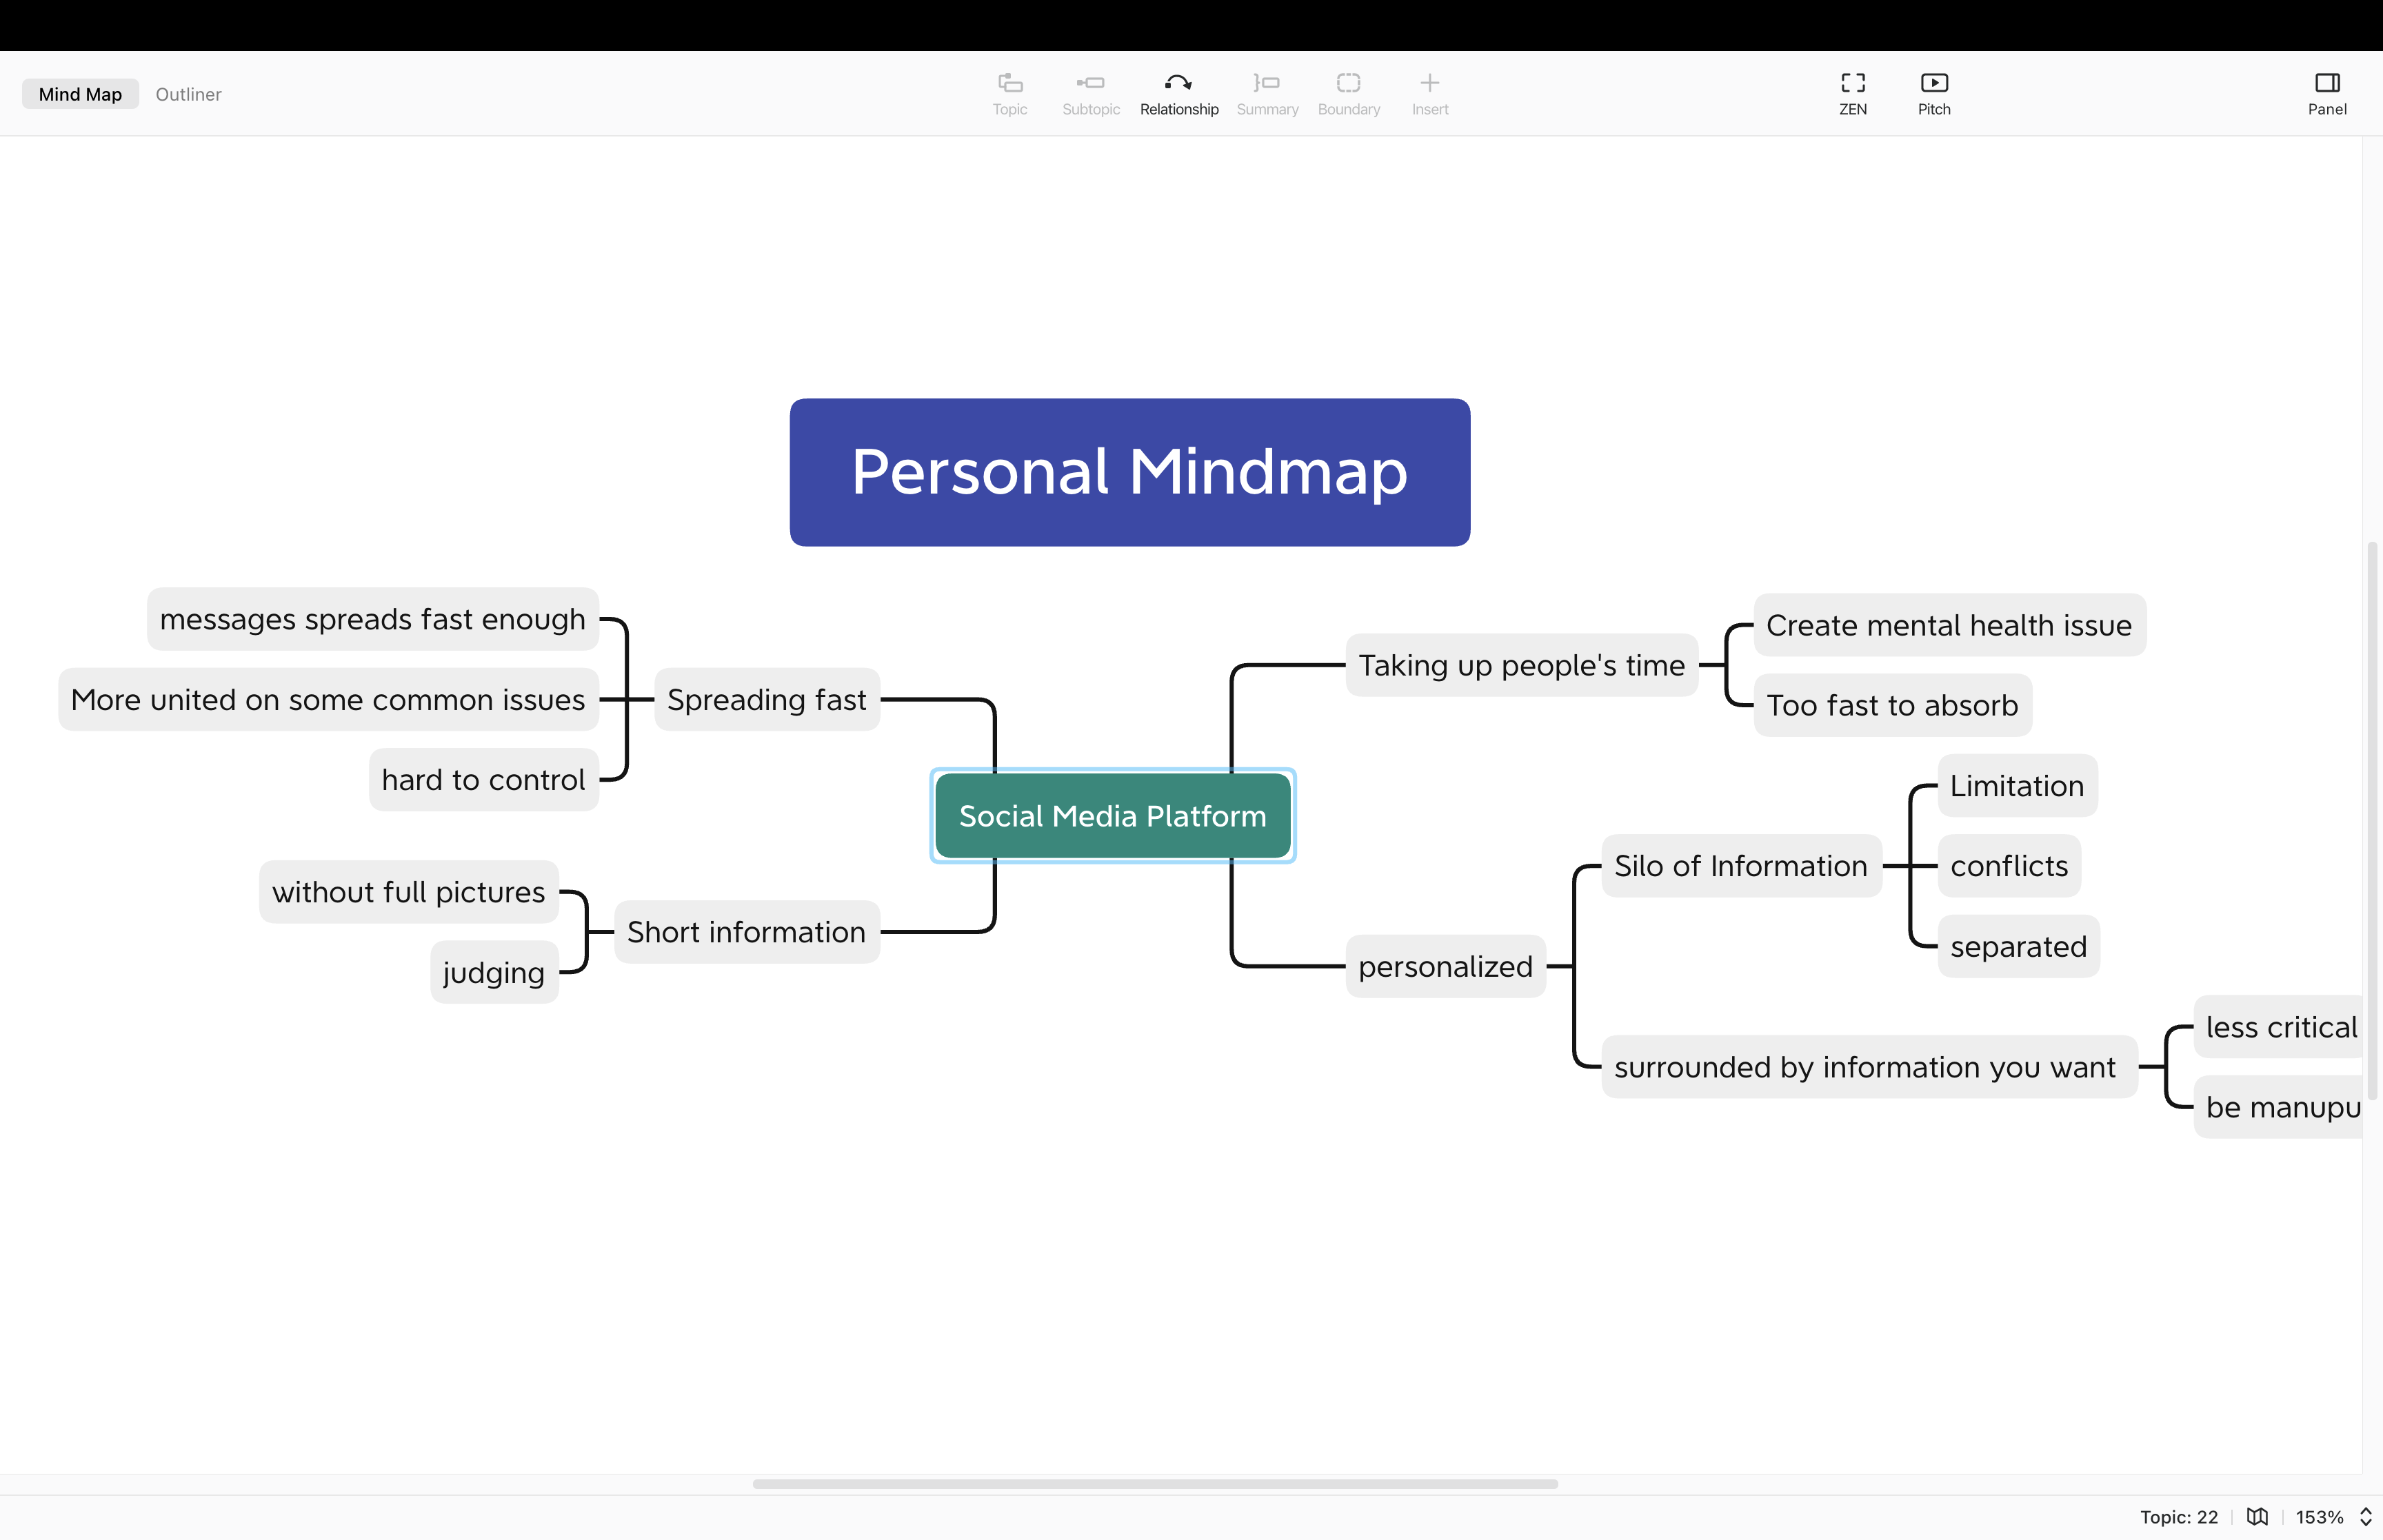 Mind Map
Outliner
Topic
Subtopic
Relationship
Summary
Boundary
Insert
ZEN
Pitch
Panel
Personal Mindmap
messages spreads fast enough
More united on some common issues
hard to control
Spreading fast
without full pictures
judging
Short information
Social Media Platform
Taking up people's time
Create mental health issue
Too fast to absorb
personalized
Silo of Information
Limitation
conflicts
separated
surrounded by information you want
less critical
be manupu
Topic: 22
153%